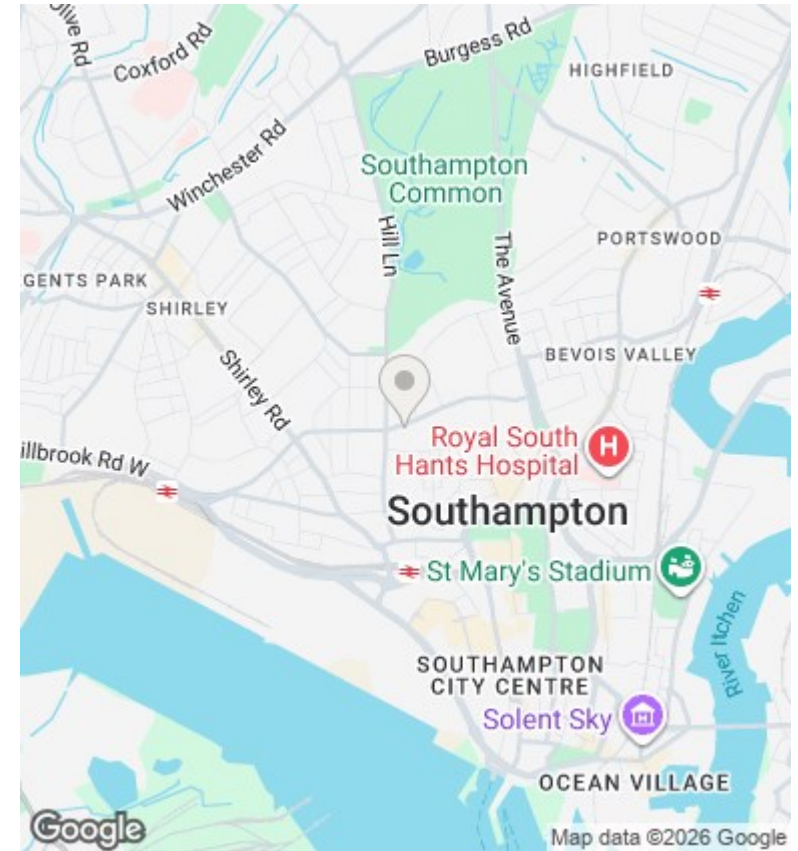 Olive Rd
Coxford Rd
Burgess Rd
HIGHFIELD
Winchester Rd
Southampton
Common
Hill Ln
The Avenue
PORTSWOOD
GENTS PARK
SHIRLEY
BEVOIS VALLEY
Shirley Rd
Royal South
Hants Hospital
H
illbrook Rd W
Southampton
St Mary's Stadium
River Itchen
SOUTHAMPTON
CITY CENTRE
Solent Sky
OCEAN VILLAGE
Google
Map data ©2026 Google